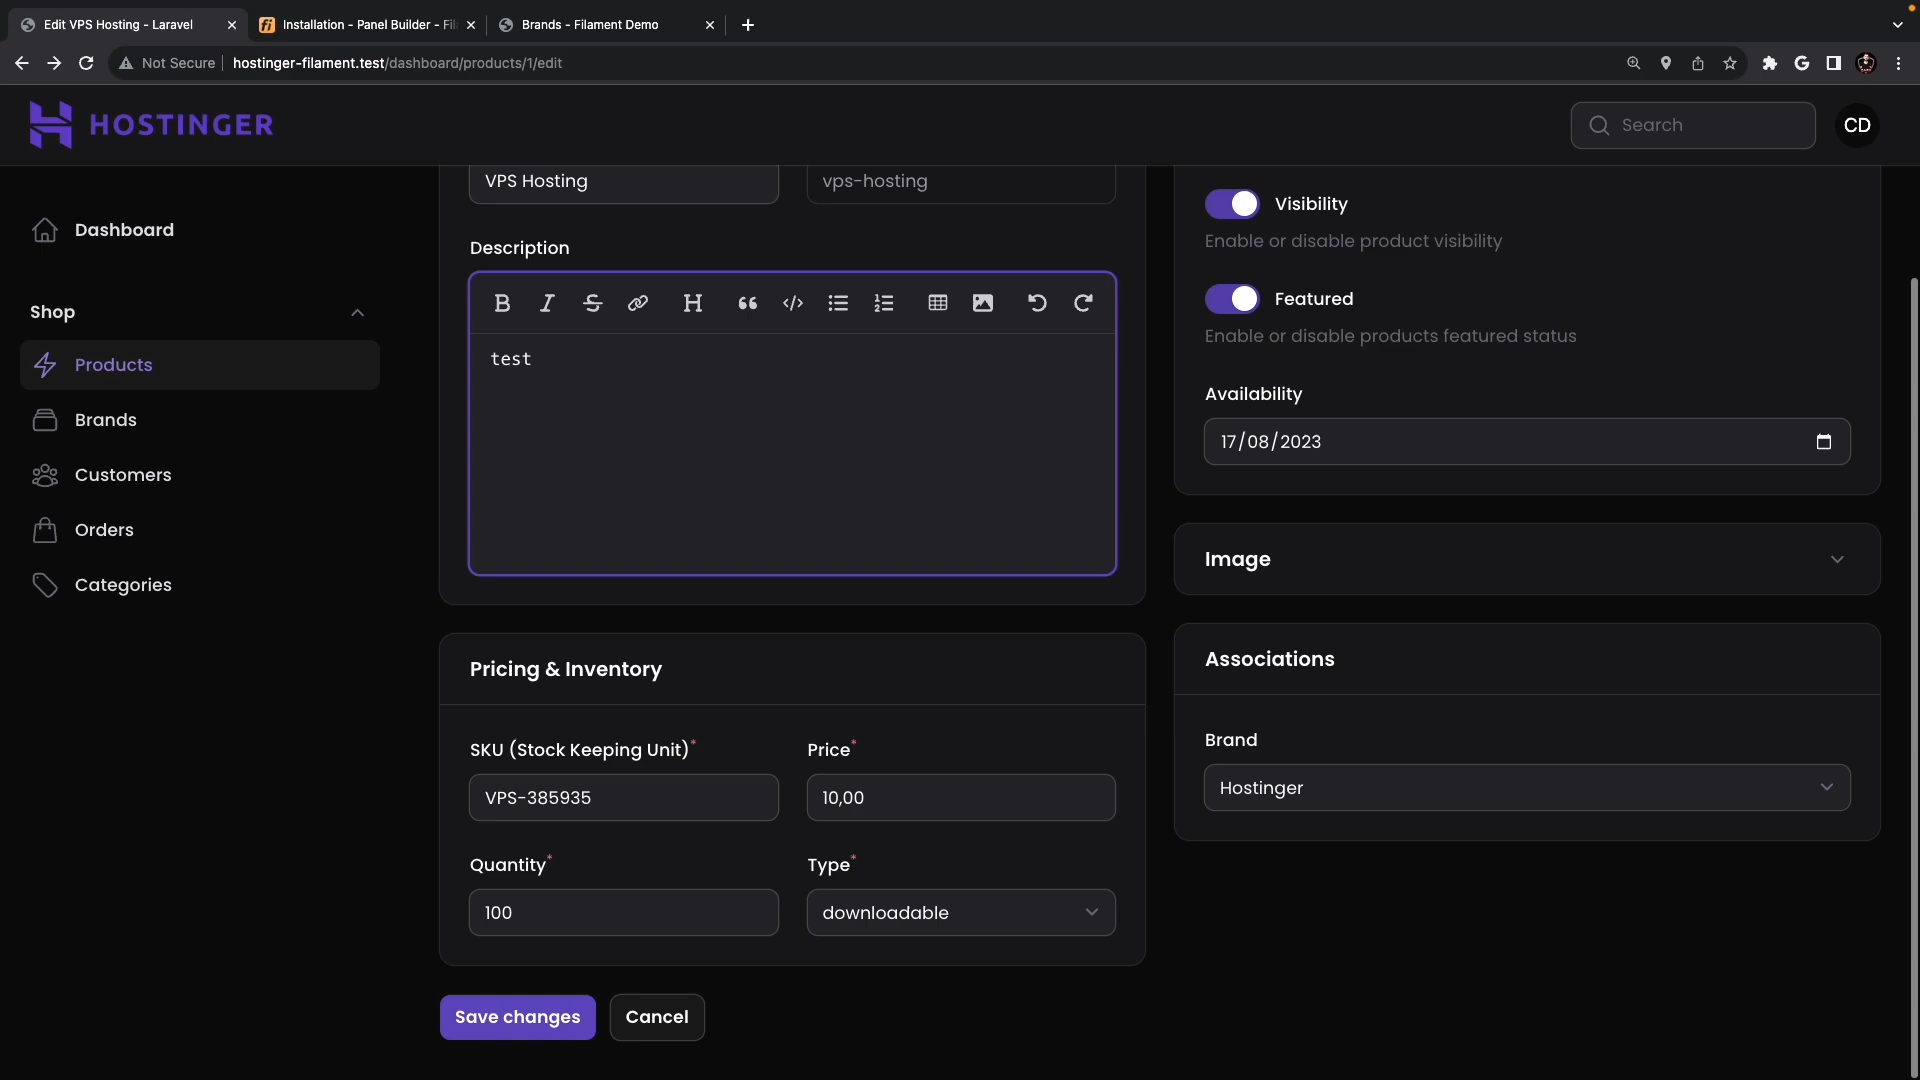 Edit VPS Hosting - Laravel
Installation - Panel Builder - Fil
Brands - Filament Demo
Not Secure
hostinger-filament.test/dashboard/products/1/edit
HOSTINGER
Search
CD
Dashboard
Shop
Products
Brands
Customers
Orders
Categories
VPS Hosting
vps-hosting
Description
test
Pricing & Inventory
SKU (Stock Keeping Unit)*
Price*
VPS-385935
10,00
Quantity*
Type*
100
downloadable
Save changes
Cancel
Visibility
Enable or disable product visibility
Featured
Enable or disable products featured status
Availability
17/08/2023
Image
Associations
Brand
Hostinger